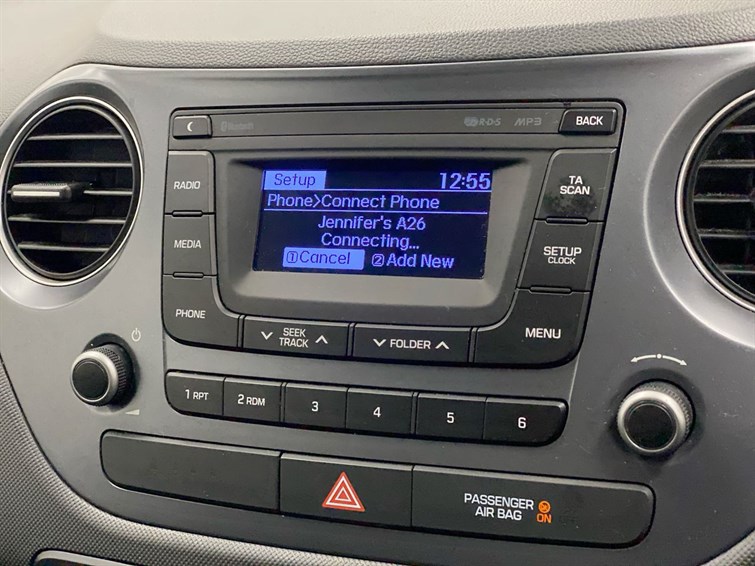 Bluetooth
R·D·S MP3 BACK
Setup 12:55
Phone>Connect Phone
Jennifer's A26
Connecting...
①Cancel ②Add New
RADIO
MEDIA
PHONE
TA
SCAN
SETUP
CLOCK
MENU
SEEK
TRACK
FOLDER
1 RPT 2 RDM 3 4 5 6
PASSENGER
AIR BAG ON